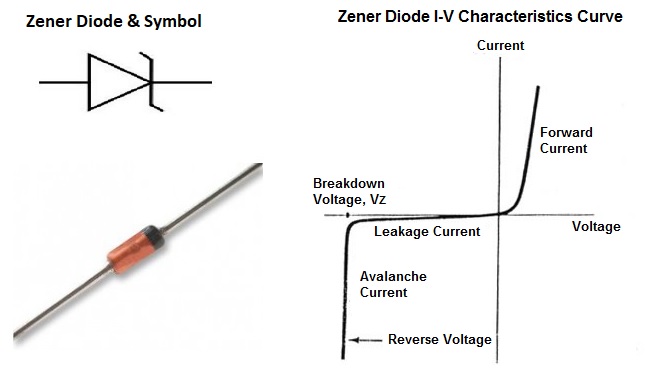 Zener Diode & Symbol
Zener Diode I-V Characteristics Curve
Current
Forward
Current
Breakdown
Voltage, Vz
Leakage Current
Voltage
Avalanche
Current
Reverse Voltage